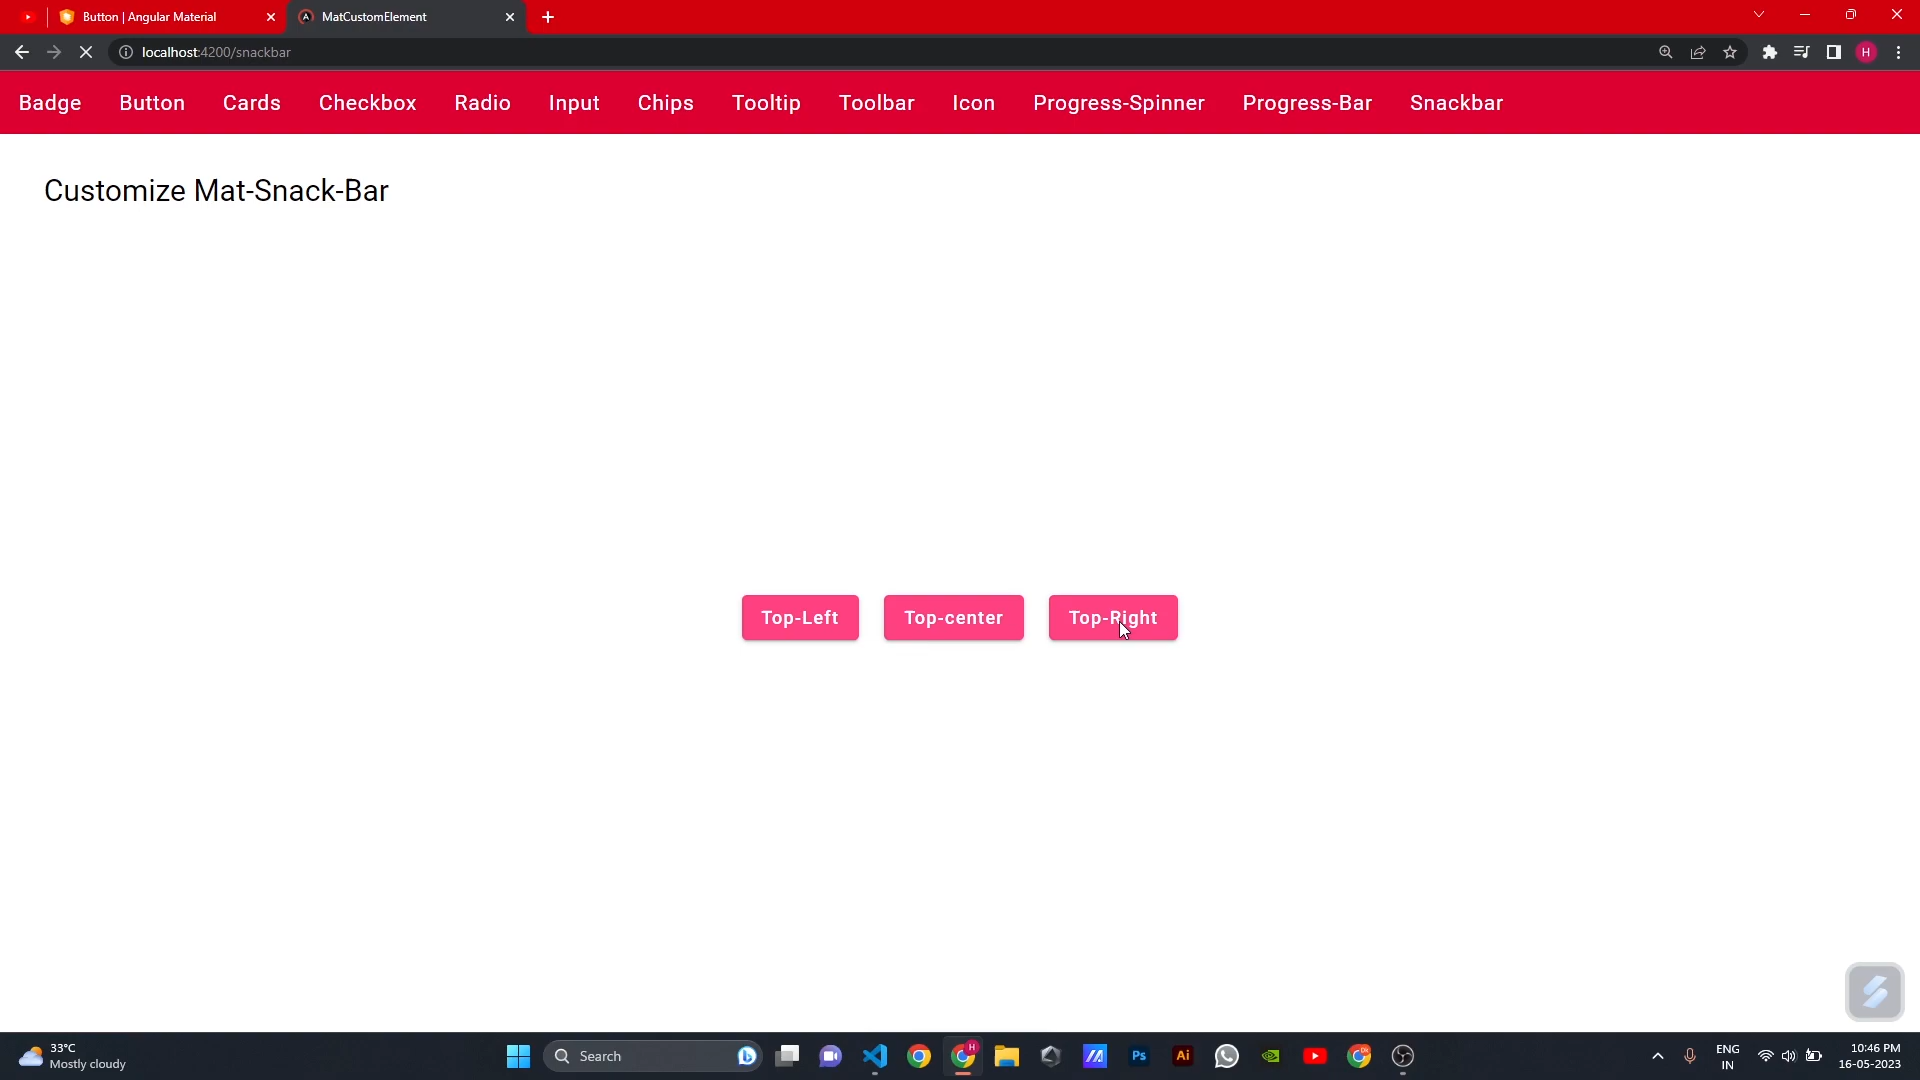 Button | Angular Material
MatCustomElement
localhost:4200/snackbar
H
Badge Button Cards Checkbox Radio Input Chips Tooltip Toolbar Icon Progress-Spinner Progress-Bar Snackbar
Customize Mat-Snack-Bar
Top-Left Top-center Top-Right
33°C
Mostly cloudy
Search
H
Ps
Ai
ENG
IN
10:46 PM
16-05-2023